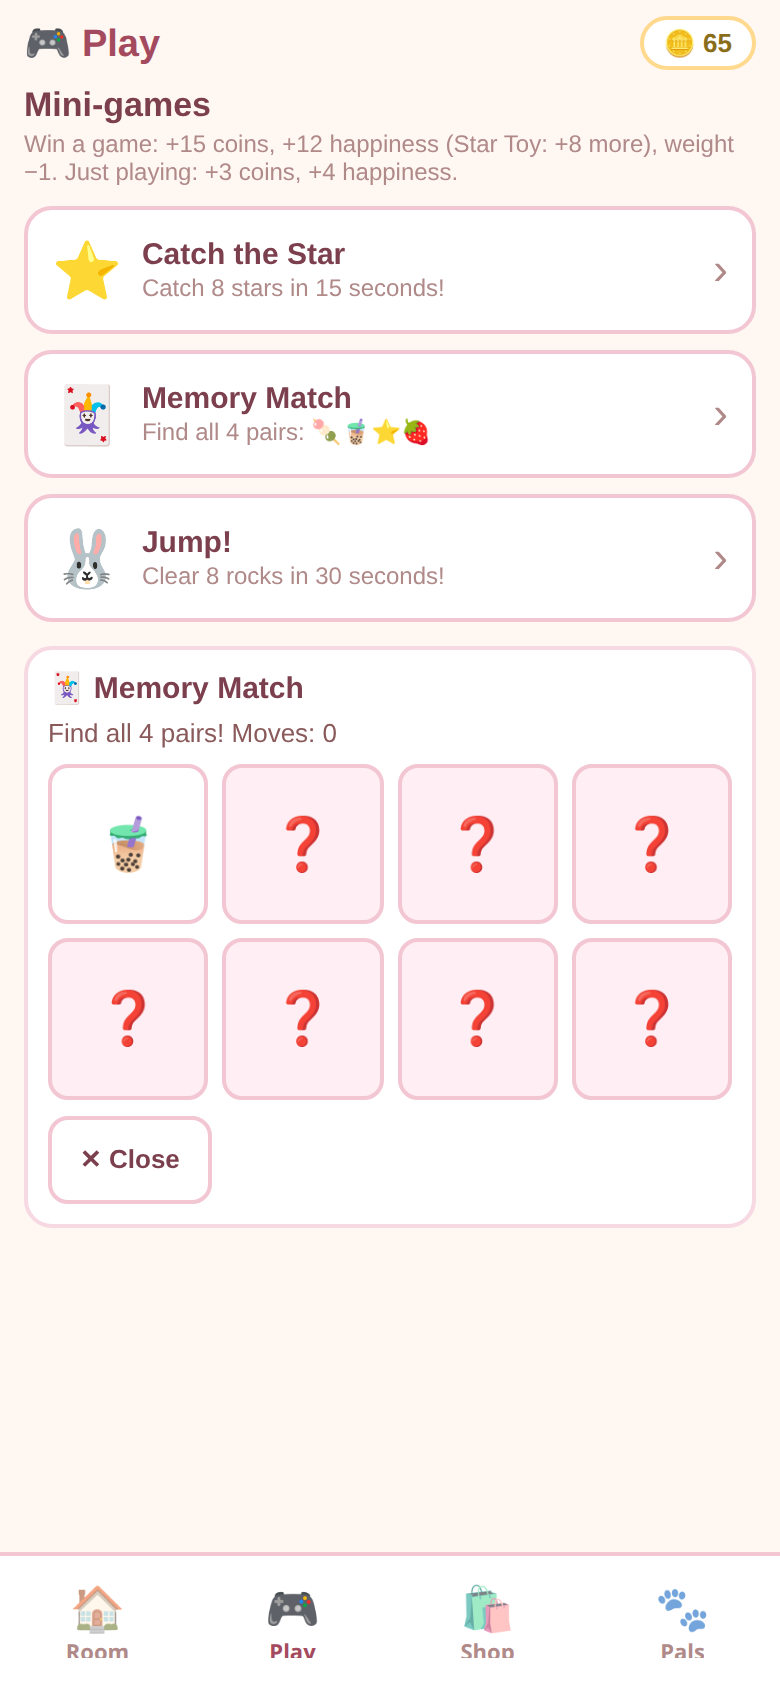 🎮 Play
🪙 65
Mini-games
Win a game: +15 coins, +12 happiness (Star Toy: +8 more), weight
−1. Just playing: +3 coins, +4 happiness.
Catch the Star
Catch 8 stars in 15 seconds!
›
Memory Match
Find all 4 pairs: 🍡🧋⭐🍓
›
Jump!
Clear 8 rocks in 30 seconds!
›
🃏 Memory Match
Find all 4 pairs! Moves: 0
🧋 ❓ ❓ ❓
❓ ❓ ❓ ❓
✕ Close
Room Play Shop Pals